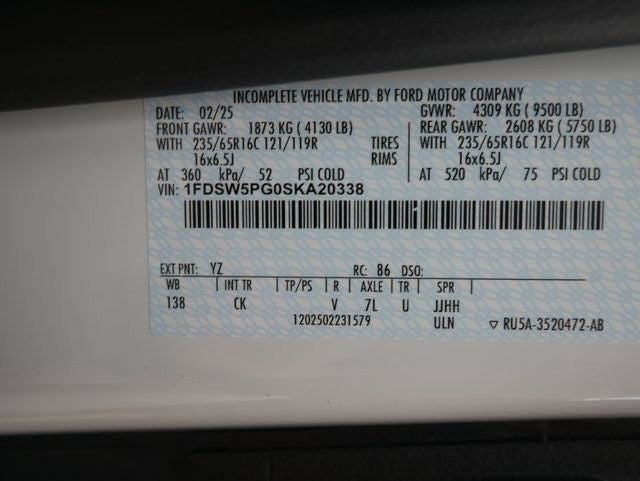 INCOMPLETE VEHICLE MFD. BY FORD MOTOR COMPANY
DATE: 02/25 GVWR: 4309 KG ( 9500 LB)
FRONT GAWR: 1873 KG ( 4130 LB) REAR GAWR: 2608 KG ( 5750 LB)
WITH 235/65R16C 121/119R TIRES WITH 235/65R16C 121/119R
16x6.5J RIMS 16x6.5J
AT 360 kPa/ 52 PSI COLD AT 520 kPa/ 75 PSI COLD
VIN: 1FDSW5PG0SKA20338
EXT PNT: YZ RC: 86 DSO:
WB INT TR TP/PS R AXLE TR SPR
138 CK V 7L U JJHH
1202502231579 ULN ▽ RU5A-3520472-AB